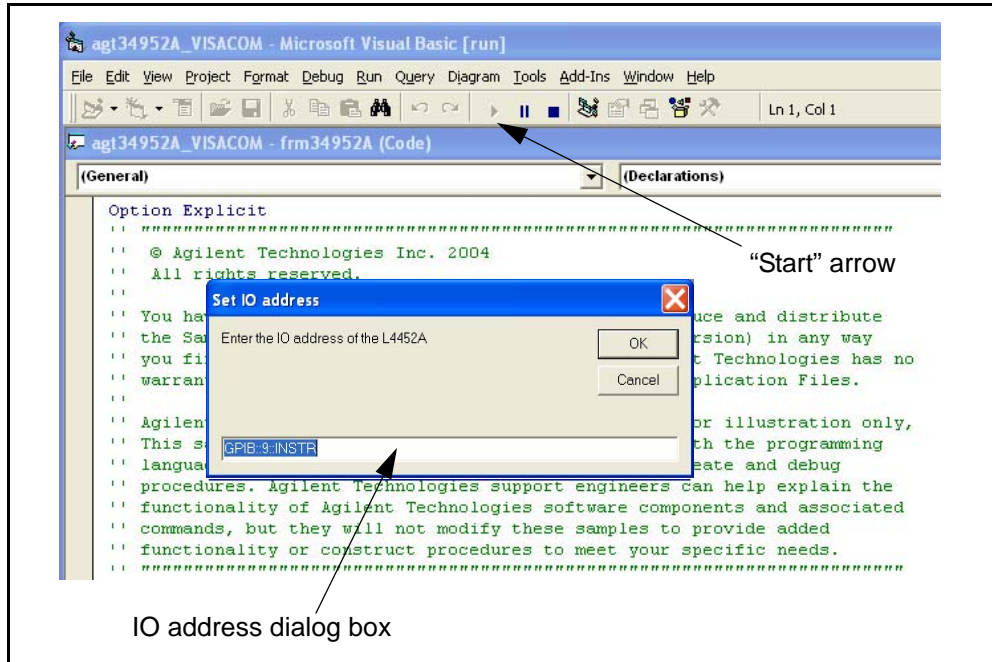 agt34952A_VISACOM - Microsoft Visual Basic [run]
File Edit View Project Format Debug Run Query Diagram Tools Add-Ins Window Help
Ln 1, Col 1
agt34952A_VISACOM - frm34952A (Code)
(General) (Declarations)
Option Explicit
'' """""""""""""""""""""""""""""""""""""""""""""""""""""""""""""""""""""""""""
'' © Agilent Technologies Inc. 2004
“Start” arrow
'' All rights reserved.
''
Set IO address
'' You ha uce and distribute
Enter the IO address of the L4452A
OK
'' the Sa rsion) in any way
'' you fi t Technologies has no
Cancel
'' warran plication Files.
''
'' Agilen or illustration only,
'' This s th the programming
GPIB::9::INSTR
'' langua eate and debug
'' procedures. Agilent Technologies support engineers can help explain the
'' functionality of Agilent Technologies software components and associated
'' commands, but they will not modify these samples to provide added
'' functionality or construct procedures to meet your specific needs.
'' """"""""""""""""""""""""""""""""""""""""""""""""""""""""""""""""""""""""""""
IO address dialog box